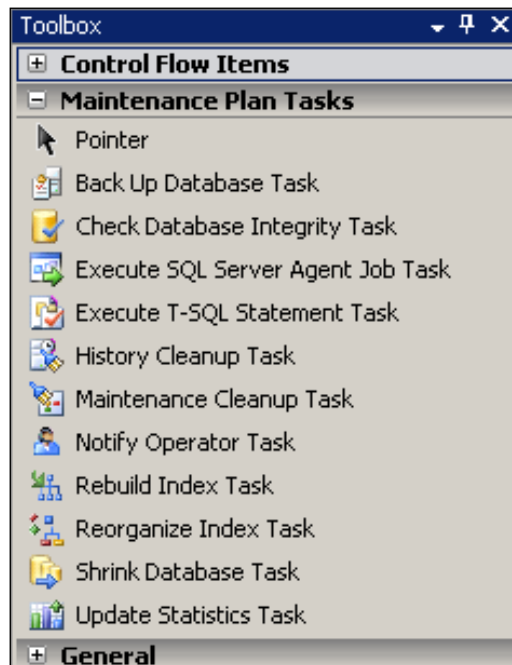 Toolbox
Control Flow Items
Maintenance Plan Tasks
Pointer
Back Up Database Task
Check Database Integrity Task
Execute SQL Server Agent Job Task
Execute T-SQL Statement Task
History Cleanup Task
Maintenance Cleanup Task
Notify Operator Task
Rebuild Index Task
Reorganize Index Task
Shrink Database Task
Update Statistics Task
General